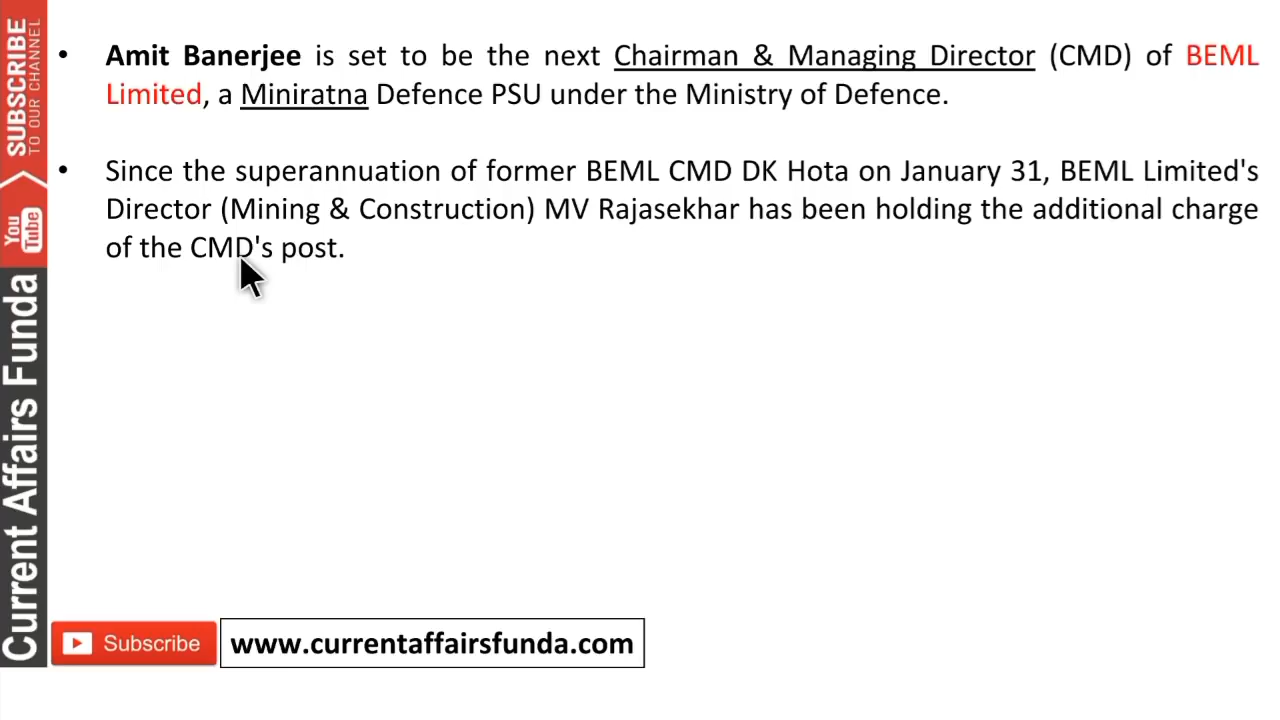 • Amit Banerjee is set to be the next Chairman & Managing Director (CMD) of BEML
Limited, a Miniratna Defence PSU under the Ministry of Defence.
• Since the superannuation of former BEML CMD DK Hota on January 31, BEML Limited's
Director (Mining & Construction) MV Rajasekhar has been holding the additional charge
of the CMD's post.
SUBSCRIBE
TO OUR CHANNEL
You
Tube
Current Affairs Funda
Subscribe
www.currentaffairsfunda.com